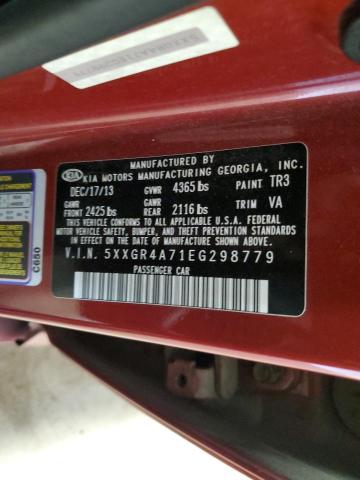 MANUFACTURED BY
KIA KIA MOTORS MANUFACTURING GEORGIA, INC.
DEC/17/13 GVWR 4365 lbs PAINT TR3
GAWR FRONT 2425 lbs GAWR REAR 2116 lbs TRIM VA
THIS VEHICLE CONFORMS TO ALL APPLICABLE U.S.A. FEDERAL
MOTOR VEHICLE SAFETY, BUMPER, AND THEFT PREVENTION
STANDARDS IN EFFECT ON THE DATE OF MANUFACTURE SHOWN ABOVE.
V.I.N. 5XXGR4A71EG298779
PASSENGER CAR
C650